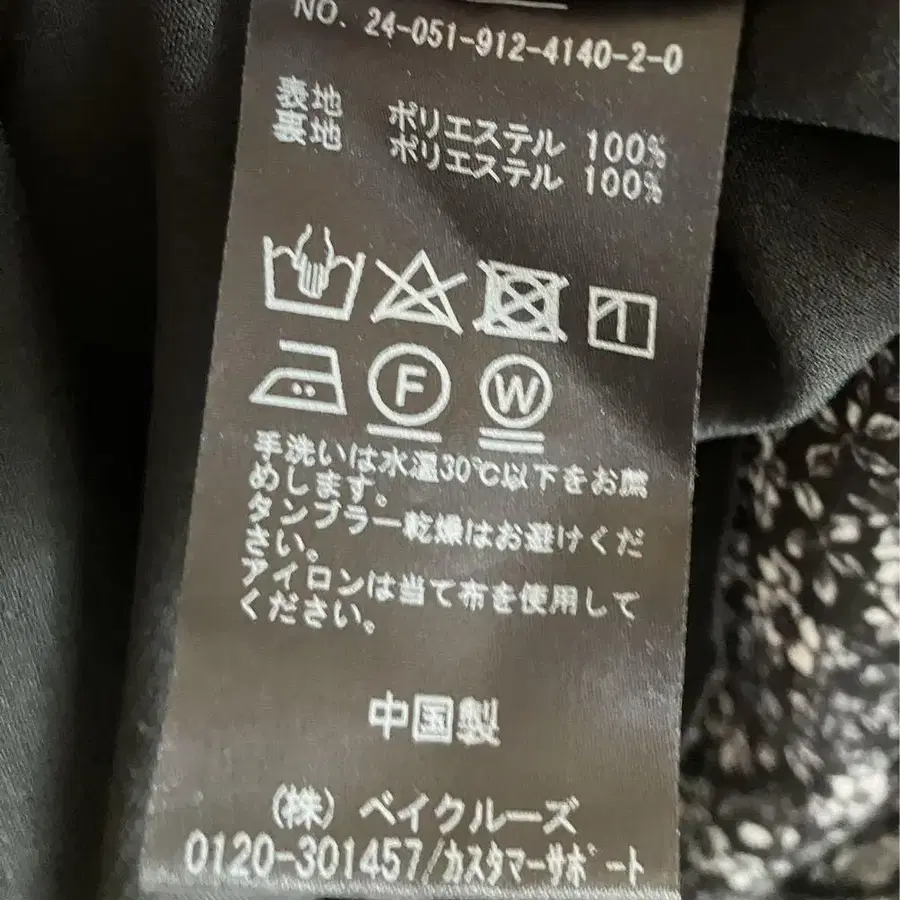 NO. 24-051-912-4140-2-0
表地 ポリエステル 100%
裏地 ポリエステル 100%
F W
手洗いは水温30℃以下をお薦
めします。
タンブラー乾燥はお避けくだ
さい。
アイロンは当て布を使用して
ください。
中国製
(株) ベイクルーズ
0120-301457/カスタマーサポート